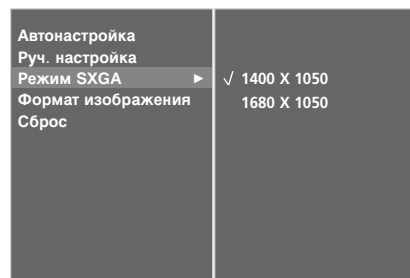 Автонастройка
Руч. настройка
Режим SXGA ► √ 1400 X 1050
Формат изображения 1680 X 1050
Сброс